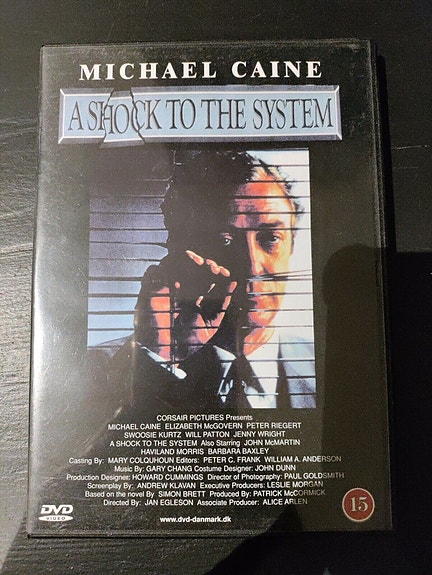 MICHAEL CAINE
A SHOCK TO THE SYSTEM
CORSAIR PICTURES Presents
MICHAEL CAINE ELIZABETH McGOVERN PETER RIEGERT
SWOOSIE KURTZ WILL PATTON JENNY WRIGHT
A SHOCK TO THE SYSTEM Also Starring JOHN McMARTIN
HAVILAND MORRIS BARBARA BAXLEY
Casting By: MARY COLQUHOUN Editors: PETER C. FRANK WILLIAM A. ANDERSON
Music By: GARY CHANG Costume Designer: JOHN DUNN
Production Designer: HOWARD CUMMINGS Director of Photography: PAUL GOLDSMITH
Screenplay By: ANDREW KLAVAN Executive Producers: LESLIE MORGAN
Based on the novel By SIMON BRETT Produced By: PATRICK McCORMICK
Directed By: JAN EGLESON Associate Producer: ALICE ARLEN
DVD
VIDEO
www.dvd-danmark.dk
15